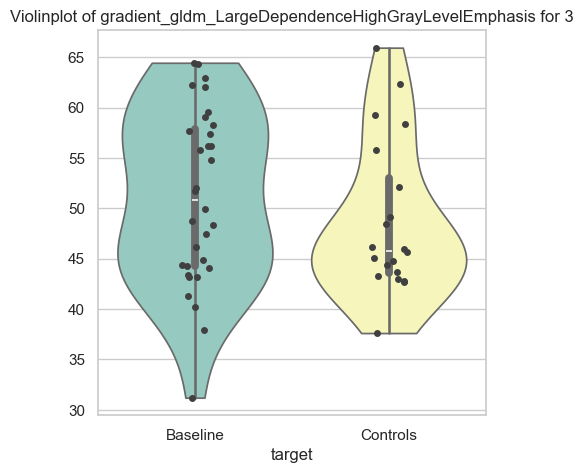 Violinplot of gradient_gldm_LargeDependenceHighGrayLevelEmphasis for 3
65
60
55
50
45
40
35
30
Baseline Controls
target